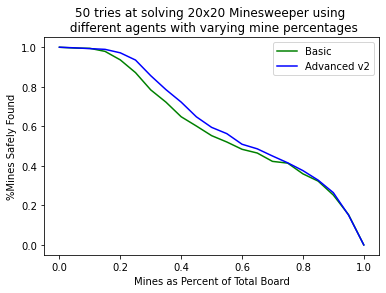 50 tries at solving 20x20 Minesweeper using
different agents with varying mine percentages
Basic
Advanced v2
%Mines Safely Found
1.0
0.8
0.6
0.4
0.2
0.0
0.0 0.2 0.4 0.6 0.8 1.0
Mines as Percent of Total Board